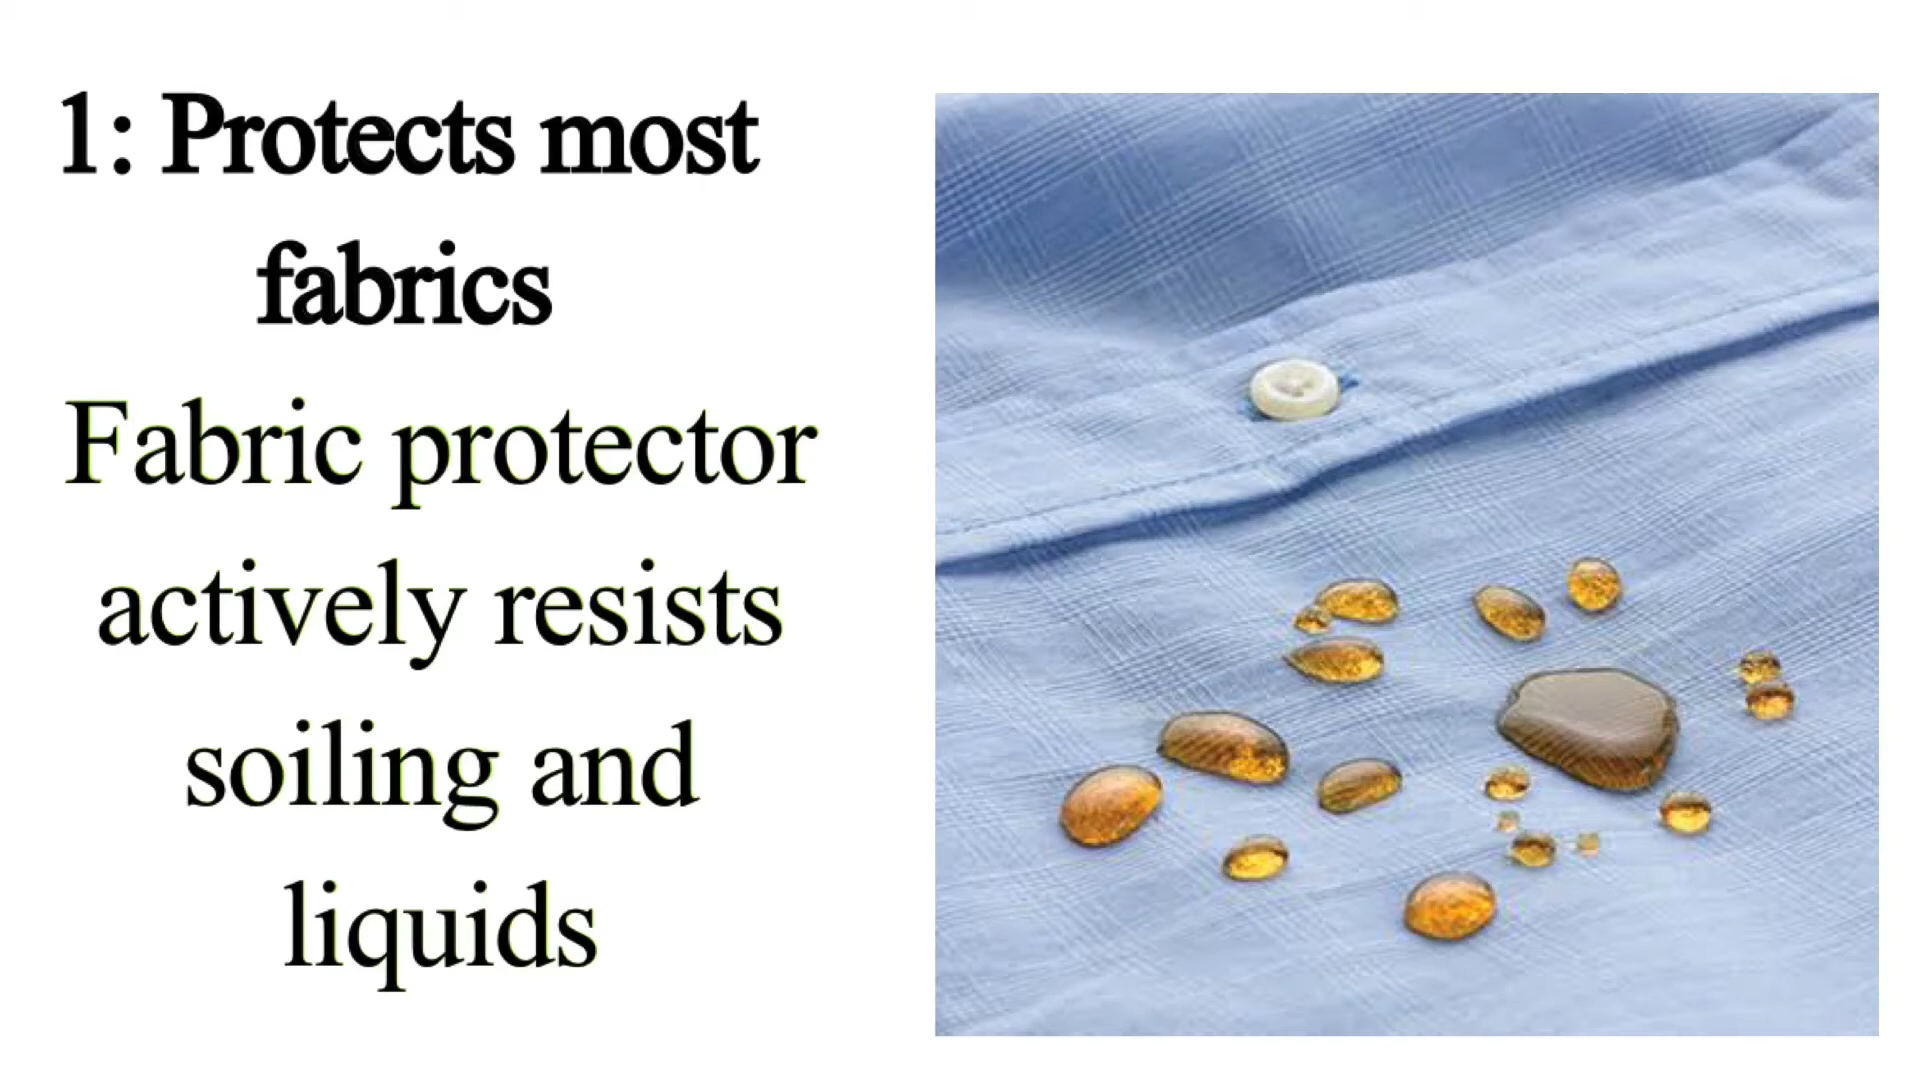 1: Protects most
fabrics
Fabric protector
actively resists
soiling and
liquids